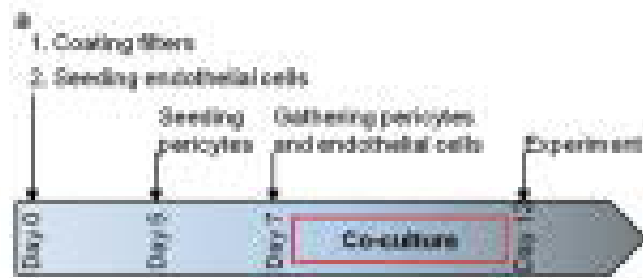 a
1. Coating filters
2. Seeding endothelial cells
Seeding
pericytes
Gathering pericytes
and endothelial cells
Experiment
Day 0
Day 7
Co-culture
Day